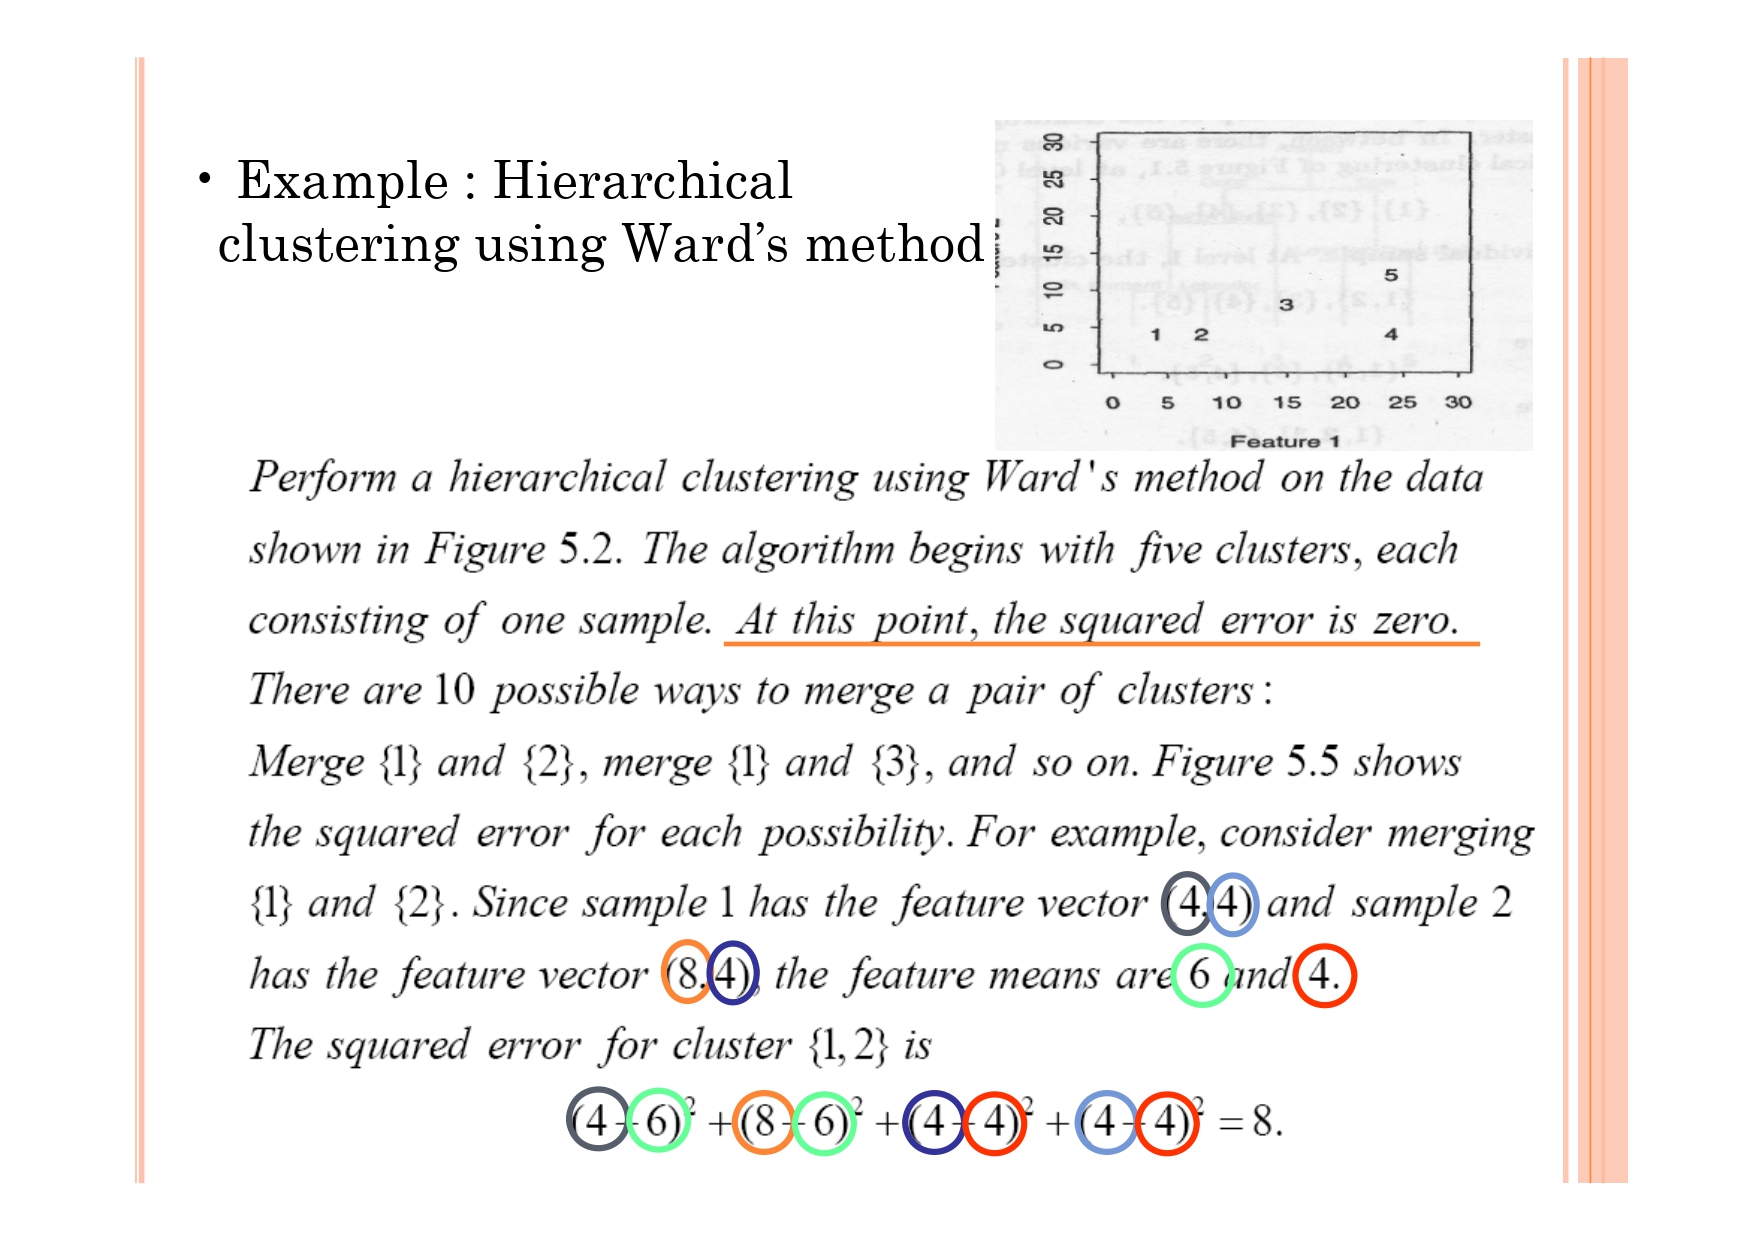 • Example : Hierarchical
clustering using Ward’s method
30
25
20
15
10
5
0
5
3
1 2 4
0 5 10 15 20 25 30
Feature 1
Perform a hierarchical clustering using Ward's method on the data
shown in Figure 5.2. The algorithm begins with five clusters, each
consisting of one sample. At this point, the squared error is zero.
There are 10 possible ways to merge a pair of clusters:
Merge {1} and {2}, merge {1} and {3}, and so on. Figure 5.5 shows
the squared error for each possibility. For example, consider merging
{1} and {2}. Since sample 1 has the feature vector (4,4) and sample 2
has the feature vector (8,4), the feature means are 6 and 4.
The squared error for cluster {1,2} is
(4–6)² + (8–6)² + (4–4)² + (4–4)² = 8.